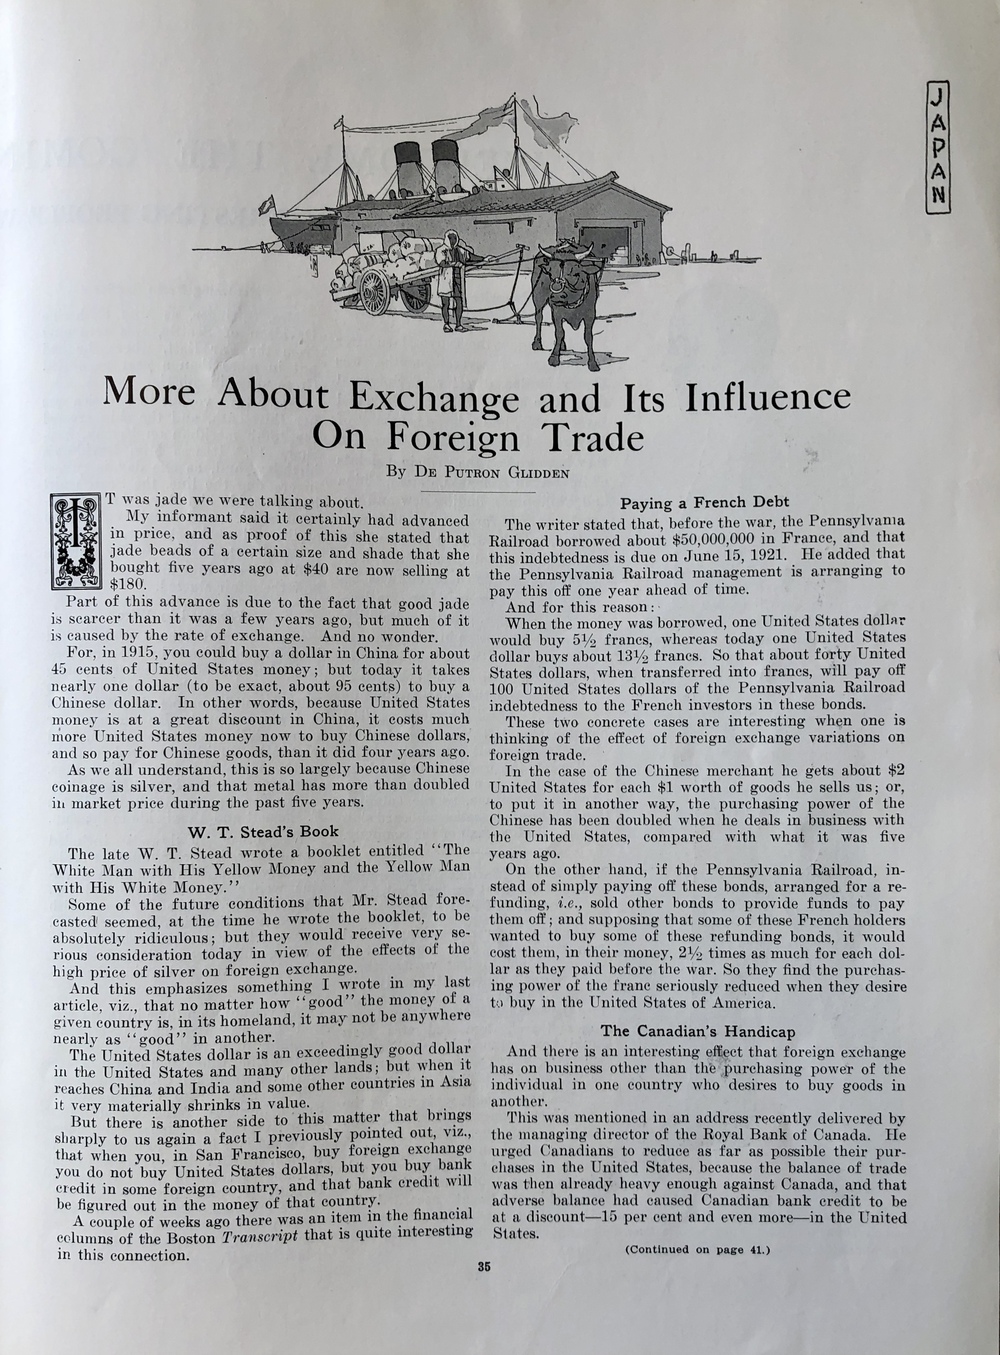 JAPAN
More About Exchange and Its Influence
On Foreign Trade
By De Putron Glidden
IT was jade we were talking about.
My informant said it certainly had advanced
in price, and as proof of this she stated that
jade beads of a certain size and shade that she
bought five years ago at $40 are now selling at
$180.
Part of this advance is due to the fact that good jade
is scarcer than it was a few years ago, but much of it
is caused by the rate of exchange. And no wonder.
For, in 1915, you could buy a dollar in China for about
45 cents of United States money; but today it takes
nearly one dollar (to be exact, about 95 cents) to buy a
Chinese dollar. In other words, because United States
money is at a great discount in China, it costs much
more United States money now to buy Chinese dollars,
and so pay for Chinese goods, than it did four years ago.
As we all understand, this is so largely because Chinese
coinage is silver, and that metal has more than doubled
in market price during the past five years.
W. T. Stead's Book
The late W. T. Stead wrote a booklet entitled "The
White Man with His Yellow Money and the Yellow Man
with His White Money."
Some of the future conditions that Mr. Stead fore-
casted seemed, at the time he wrote the booklet, to be
absolutely ridiculous; but they would receive very se-
rious consideration today in view of the effects of the
high price of silver on foreign exchange.
And this emphasizes something I wrote in my last
article, viz., that no matter how "good" the money of a
given country is, in its homeland, it may not be anywhere
nearly as "good" in another.
The United States dollar is an exceedingly good dollar
in the United States and many other lands; but when it
reaches China and India and some other countries in Asia
it very materially shrinks in value.
But there is another side to this matter that brings
sharply to us again a fact I previously pointed out, viz.,
that when you, in San Francisco, buy foreign exchange
you do not buy United States dollars, but you buy bank
credit in some foreign country, and that bank credit will
be figured out in the money of that country.
A couple of weeks ago there was an item in the financial
columns of the Boston Transcript that is quite interesting
in this connection.
Paying a French Debt
The writer stated that, before the war, the Pennsylvania
Railroad borrowed about $50,000,000 in France, and that
this indebtedness is due on June 15, 1921. He added that
the Pennsylvania Railroad management is arranging to
pay this off one year ahead of time.
And for this reason:
When the money was borrowed, one United States dollar
would buy 5½ francs, whereas today one United States
dollar buys about 13½ francs. So that about forty United
States dollars, when transferred into francs, will pay off
100 United States dollars of the Pennsylvania Railroad
indebtedness to the French investors in these bonds.
These two concrete cases are interesting when one is
thinking of the effect of foreign exchange variations on
foreign trade.
In the case of the Chinese merchant he gets about $2
United States for each $1 worth of goods he sells us; or,
to put it in another way, the purchasing power of the
Chinese has been doubled when he deals in business with
the United States, compared with what it was five
years ago.
On the other hand, if the Pennsylvania Railroad, in-
stead of simply paying off these bonds, arranged for a re-
funding, i.e., sold other bonds to provide funds to pay
them off; and supposing that some of these French holders
wanted to buy some of these refunding bonds, it would
cost them, in their money, 2½ times as much for each dol-
lar as they paid before the war. So they find the purchas-
ing power of the franc seriously reduced when they desire
to buy in the United States of America.
The Canadian's Handicap
And there is an interesting effect that foreign exchange
has on business other than the purchasing power of the
individual in one country who desires to buy goods in
another.
This was mentioned in an address recently delivered by
the managing director of the Royal Bank of Canada. He
urged Canadians to reduce as far as possible their pur-
chases in the United States, because the balance of trade
was then already heavy enough against Canada, and that
adverse balance had caused Canadian bank credit to be
at a discount—15 per cent and even more—in the United
States.
(Continued on page 41.)
35